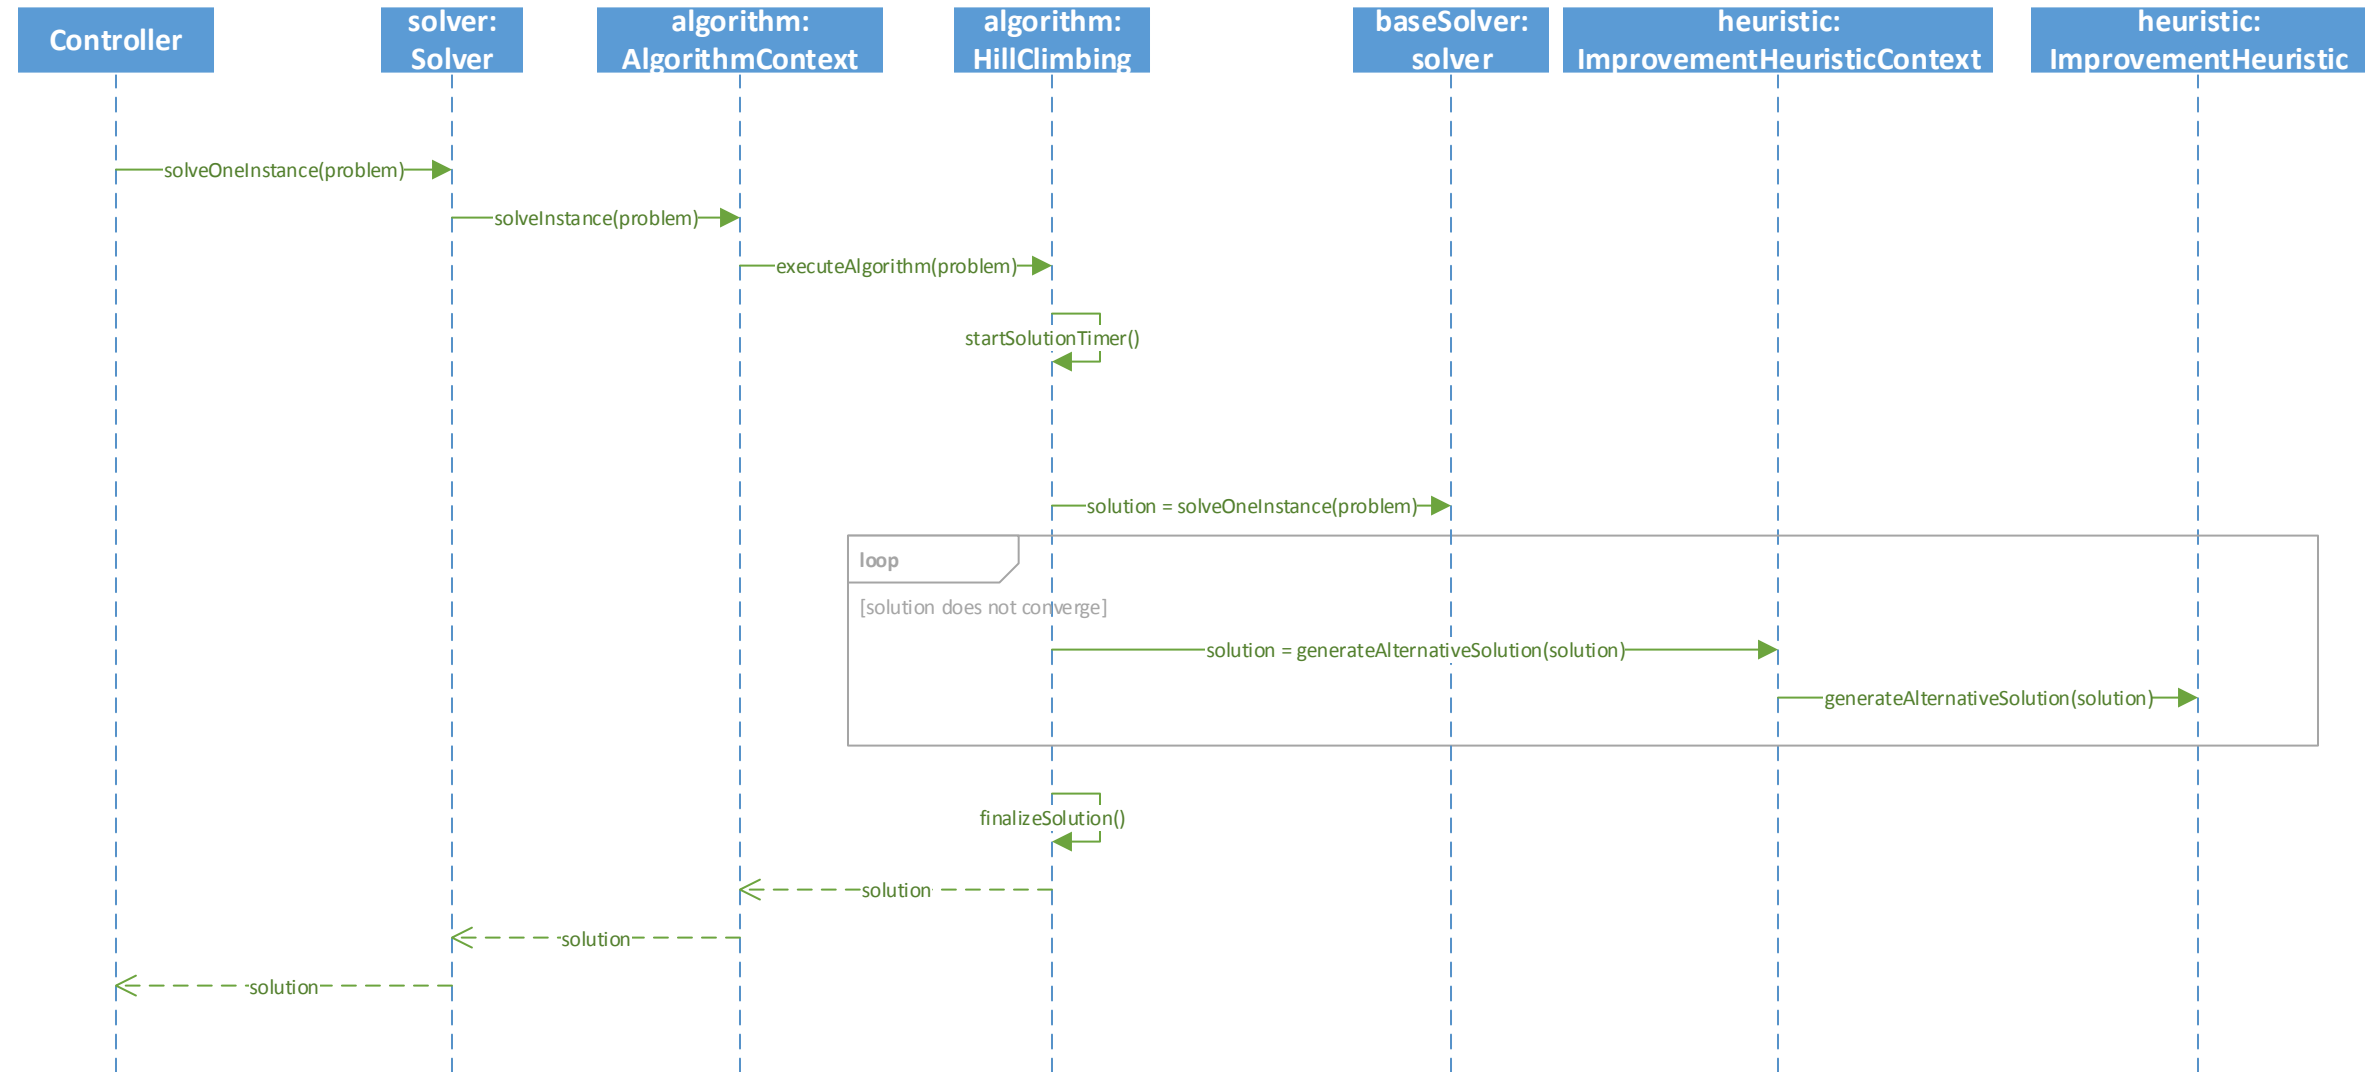 Controller
solver:
Solver
algorithm:
AlgorithmContext
algorithm:
HillClimbing
baseSolver:
solver
heuristic:
ImprovementHeuristicContext
heuristic:
ImprovementHeuristic
solveOneInstance(problem)
solveInstance(problem)
executeAlgorithm(problem)
startSolutionTimer()
solution = solveOneInstance(problem)
loop
[solution does not converge]
solution = generateAlternativeSolution(solution)
generateAlternativeSolution(solution)
finalizeSolution()
solution
solution
solution